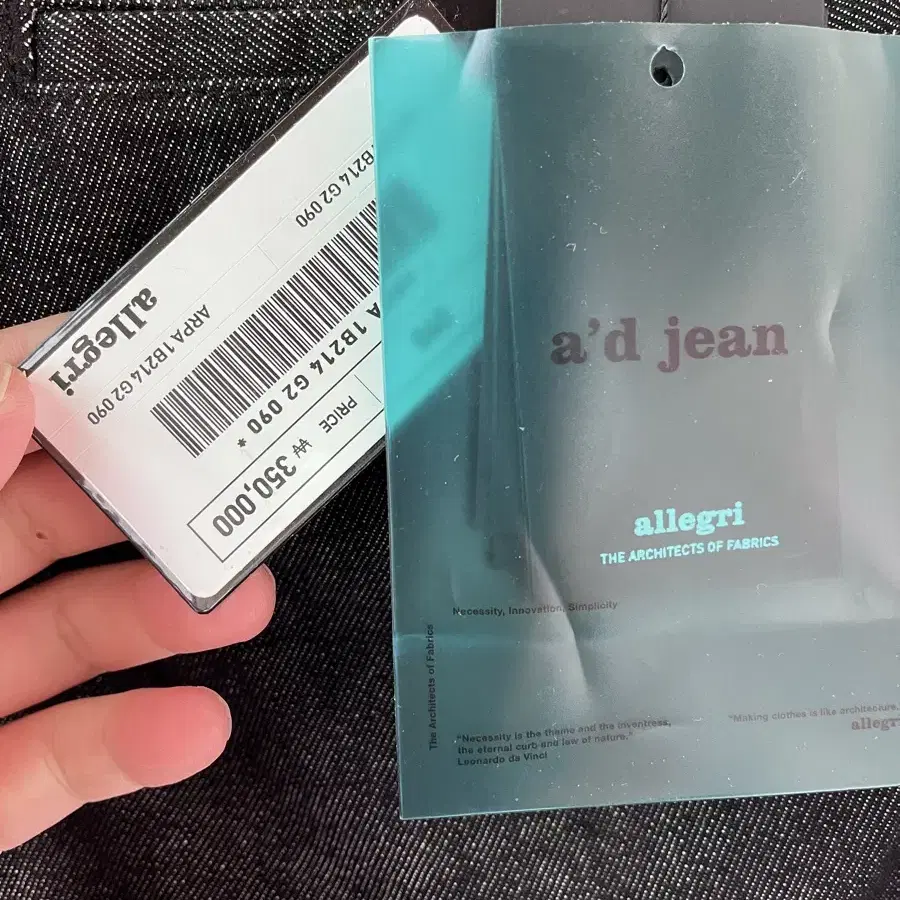 allegri
ARPA 1B214 G2 090
1B214 G2 090
A 1B214 G2 090 *
PRICE ₩ 350,000
a'd jean
allegri
THE ARCHITECTS OF FABRICS
Necessity, Innovation, Simplicity
The Architects of Fabrics
"Necessity is the theme and the inventress,
the eternal curb and law of nature."
Leonardo da Vinci
"Making clothes is like architecture.
allegri